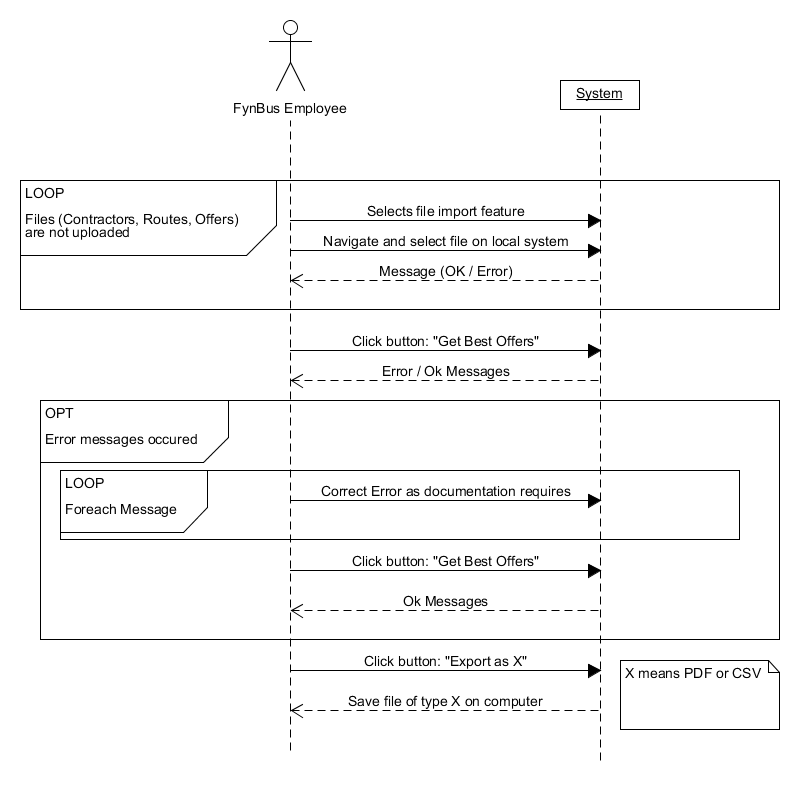 FynBus Employee
System
LOOP
Files (Contractors, Routes, Offers)
are not uploaded
Selects file import feature
Navigate and select file on local system
Message (OK / Error)
Click button: "Get Best Offers"
Error / Ok Messages
OPT
Error messages occured
LOOP
Foreach Message
Correct Error as documentation requires
Click button: "Get Best Offers"
Ok Messages
Click button: "Export as X"
X means PDF or CSV
Save file of type X on computer